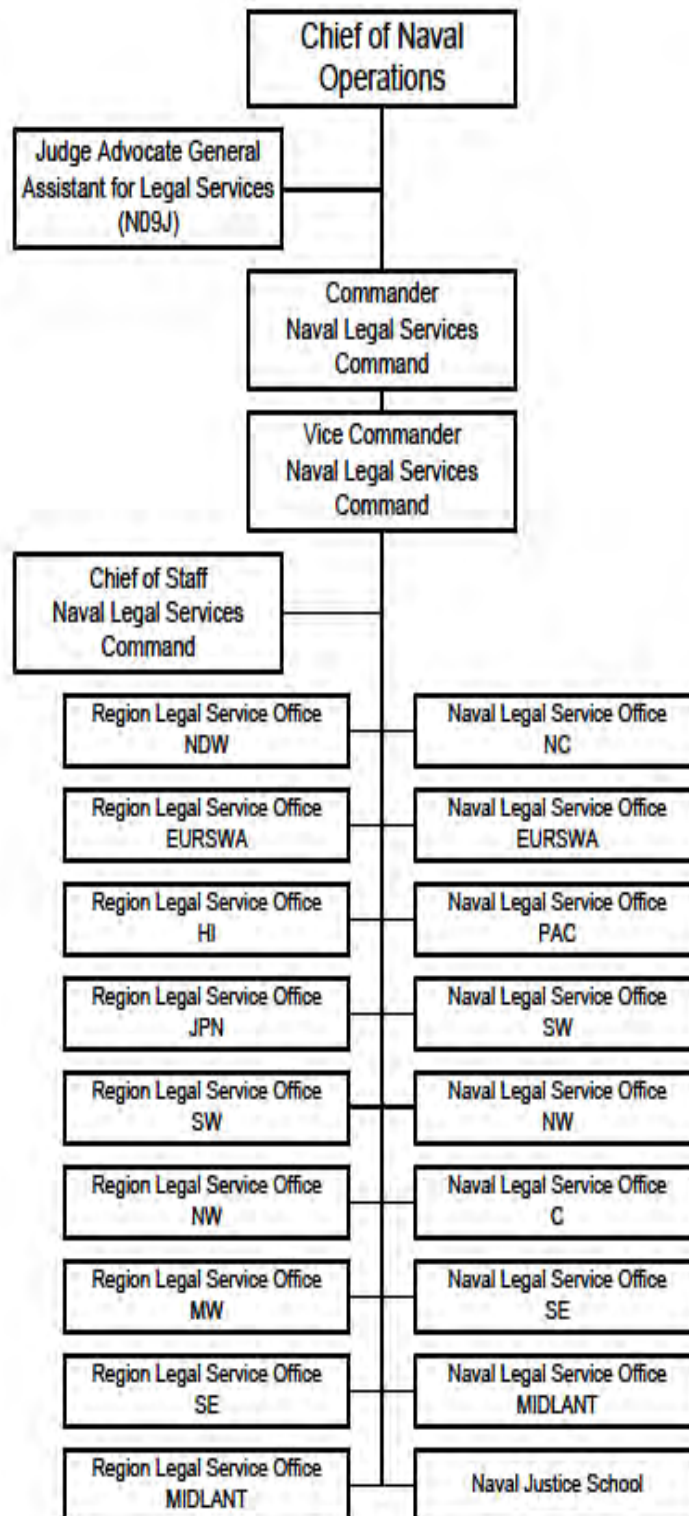 Chief of Naval
Operations
Judge Advocate General
Assistant for Legal Services
(N09J)
Commander
Naval Legal Services
Command
Vice Commander
Naval Legal Services
Command
Chief of Staff
Naval Legal Services
Command
Region Legal Service Office
NDW
Naval Legal Service Office
NC
Region Legal Service Office
EURSWA
Naval Legal Service Office
EURSWA
Region Legal Service Office
HI
Naval Legal Service Office
PAC
Region Legal Service Office
JPN
Naval Legal Service Office
SW
Region Legal Service Office
SW
Naval Legal Service Office
NW
Region Legal Service Office
NW
Naval Legal Service Office
C
Region Legal Service Office
MW
Naval Legal Service Office
SE
Region Legal Service Office
SE
Naval Legal Service Office
MIDLANT
Region Legal Service Office
MIDLANT
Naval Justice School